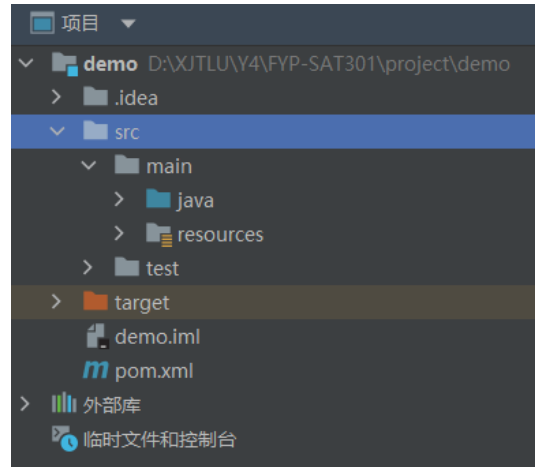 项目
demo D:\XJTLU\Y4\FYP-SAT301\project\demo
.idea
src
main
java
resources
test
target
demo.iml
m pom.xml
外部库
临时文件和控制台